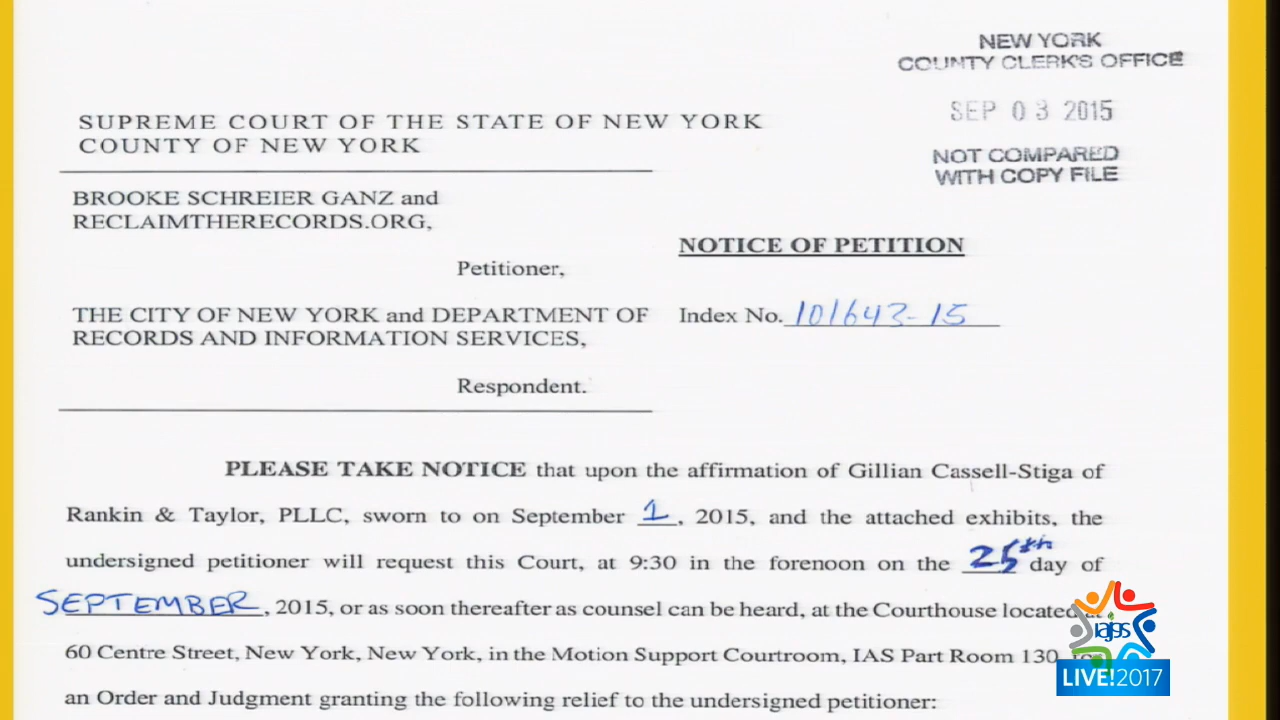 NEW YORK
COUNTY CLERK'S OFFICE
SEP 03 2015
NOT COMPARED
WITH COPY FILE
SUPREME COURT OF THE STATE OF NEW YORK
COUNTY OF NEW YORK
BROOKE SCHREIER GANZ and
RECLAIMTHERECORDS.ORG,
Petitioner,
NOTICE OF PETITION
THE CITY OF NEW YORK and DEPARTMENT OF
RECORDS AND INFORMATION SERVICES,
Index No. 101643-15
Respondent.
PLEASE TAKE NOTICE that upon the affirmation of Gillian Cassell-Stiga of
Rankin & Taylor, PLLC, sworn to on September 1, 2015, and the attached exhibits, the
undersigned petitioner will request this Court, at 9:30 in the forenoon on the 25th day of
SEPTEMBER, 2015, or as soon thereafter as counsel can be heard, at the Courthouse located
60 Centre Street, New York, New York, in the Motion Support Courtroom, IAS Part Room 130,
an Order and Judgment granting the following relief to the undersigned petitioner:
iajgs
LIVE!2017